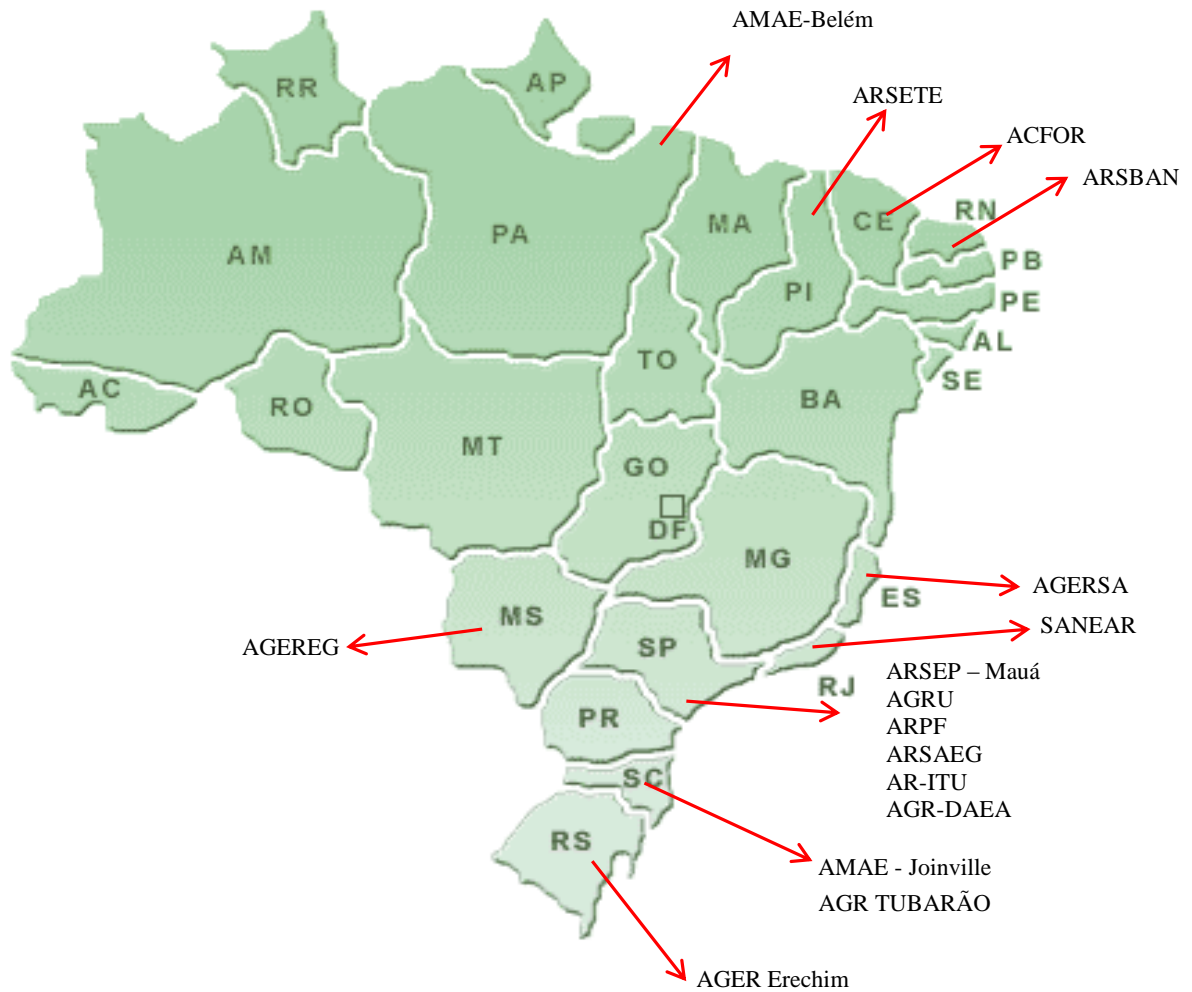 AMAE-Belém
RR
AP
ARSETE
ACFOR
ARSBAN
RN
MA
CE
PA
AM
PB
PI
PE
AL
TO
SE
AC
BA
RO
MT
GO
DF
MG
AGERSA
ES
MS
SANEAR
AGEREG
SP
ARSEP – Mauá
RJ
AGRU
PR
ARPF
ARSAEG
SC
AR-ITU
AGR-DAEA
RS
AMAE - Joinville
AGR TUBARÃO
AGER Erechim